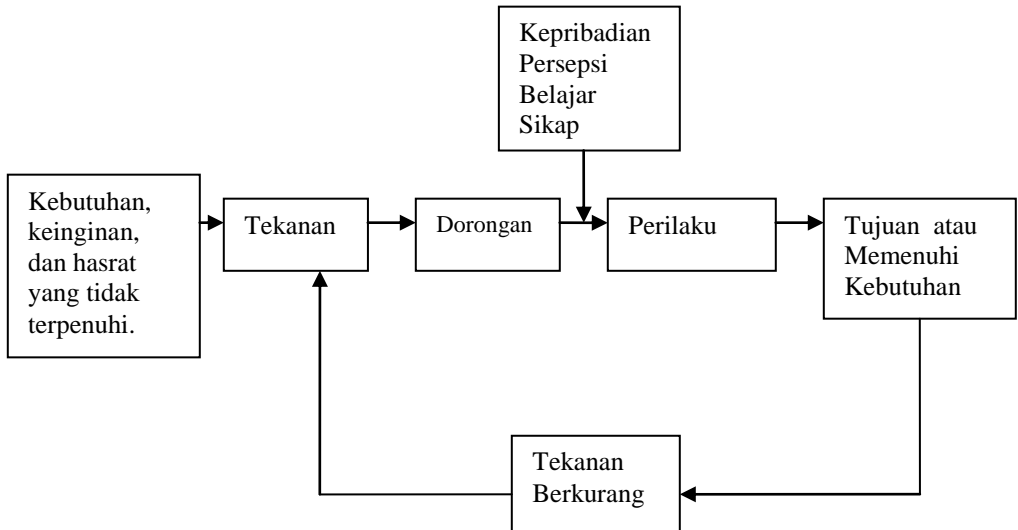 Kepribadian
Persepsi
Belajar
Sikap
Kebutuhan,
keinginan,
dan hasrat
yang tidak
terpenuhi.
Tekanan
Dorongan
Perilaku
Tujuan atau
Memenuhi
Kebutuhan
Tekanan
Berkurang